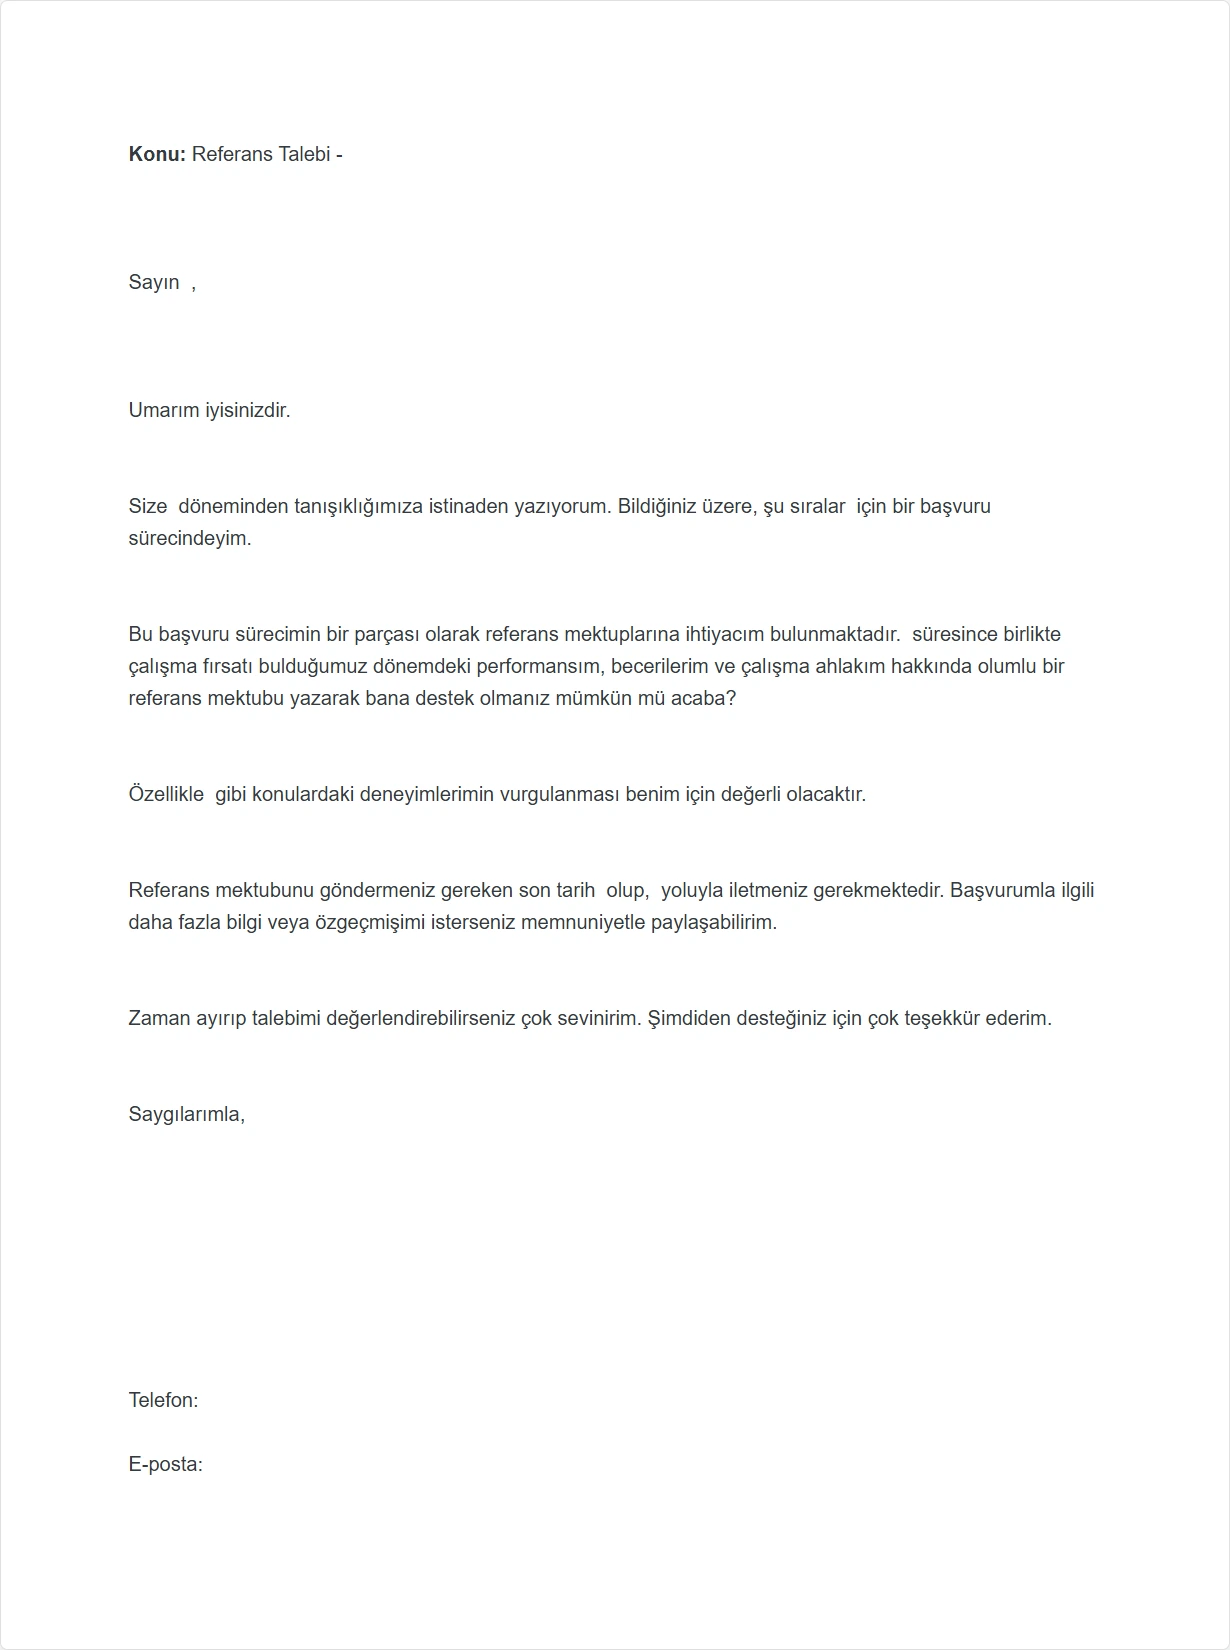 Konu: Referans Talebi -
Sayın  ,
Umarım iyisinizdir.
Size  döneminden tanışıklığımıza istinaden yazıyorum. Bildiğiniz üzere, şu sıralar  için bir başvuru
sürecindeyim.
Bu başvuru sürecimin bir parçası olarak referans mektuplarına ihtiyacım bulunmaktadır.  süresince birlikte
çalışma fırsatı bulduğumuz dönemdeki performansım, becerilerim ve çalışma ahlakım hakkında olumlu bir
referans mektubu yazarak bana destek olmanız mümkün mü acaba?
Özellikle  gibi konulardaki deneyimlerimin vurgulanması benim için değerli olacaktır.
Referans mektubunu göndermeniz gereken son tarih  olup,  yoluyla iletmeniz gerekmektedir. Başvurumla ilgili
daha fazla bilgi veya özgeçmişimi isterseniz memnuniyetle paylaşabilirim.
Zaman ayırıp talebimi değerlendirebilirseniz çok sevinirim. Şimdiden desteğiniz için çok teşekkür ederim.
Saygılarımla,
Telefon:
E-posta: